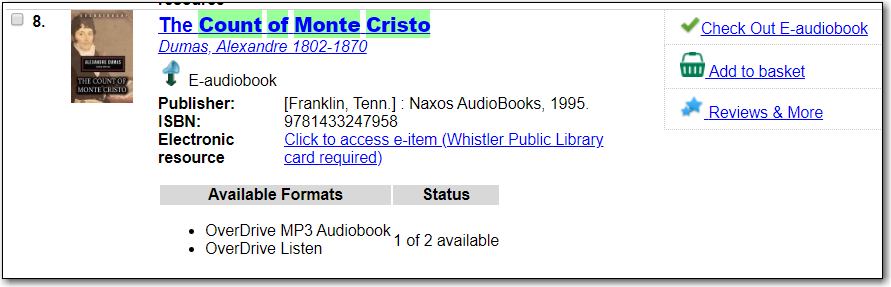 resource
8.
The Count of Monte Cristo
Dumas, Alexandre 1802-1870
ALEXANDRE DUMAS
THE COUNT OF
MONTE CRISTO
E-audiobook
Publisher: [Franklin, Tenn.] : Naxos AudioBooks, 1995.
ISBN: 9781433247958
Electronic resource Click to access e-item (Whistler Public Library
card required)
Available Formats Status
• OverDrive MP3 Audiobook
• OverDrive Listen
1 of 2 available
Check Out E-audiobook
Add to basket
Reviews & More